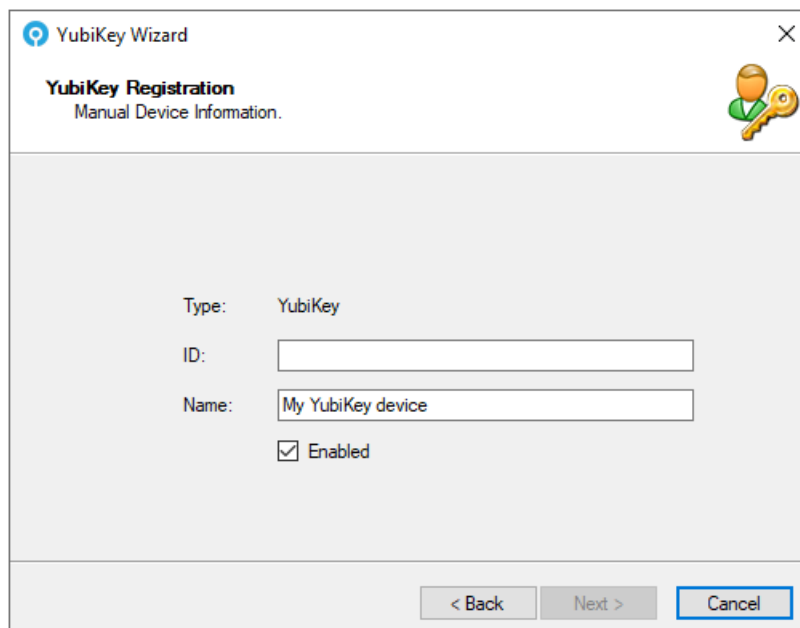 YubiKey Wizard
YubiKey Registration
Manual Device Information.
Type: YubiKey
ID:
Name: My YubiKey device
Enabled
< Back Next > Cancel